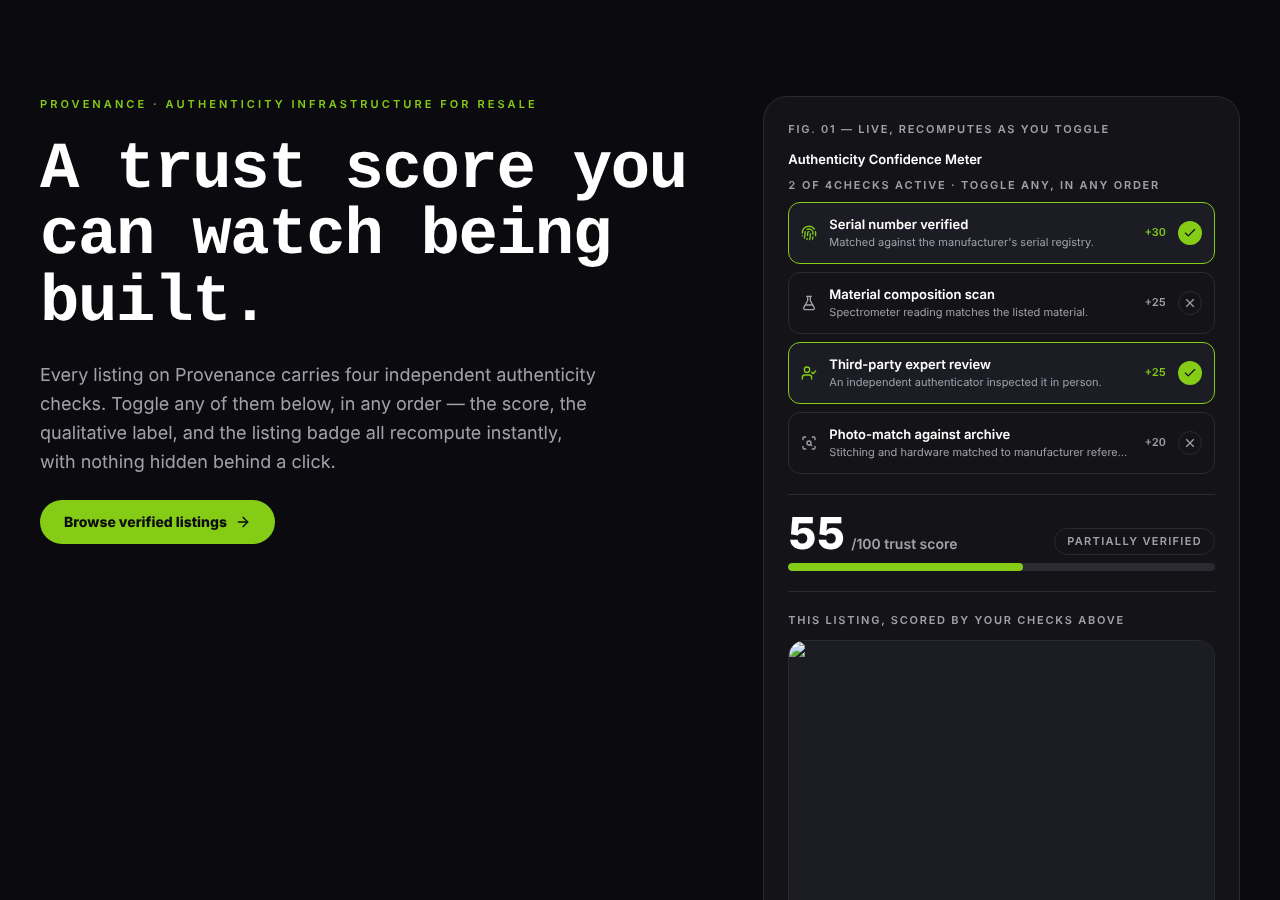 PROVENANCE · AUTHENTICITY INFRASTRUCTURE FOR RESALE
A trust score you
can watch being
built.
Every listing on Provenance carries four independent authenticity
checks. Toggle any of them below, in any order — the score, the
qualitative label, and the listing badge all recompute instantly,
with nothing hidden behind a click.
Browse verified listings
FIG. 01 — LIVE, RECOMPUTES AS YOU TOGGLE
Authenticity Confidence Meter
2 OF 4CHECKS ACTIVE · TOGGLE ANY, IN ANY ORDER
Serial number verified
Matched against the manufacturer's serial registry.
+30
Material composition scan
Spectrometer reading matches the listed material.
+25
Third-party expert review
An independent authenticator inspected it in person.
+25
Photo-match against archive
Stitching and hardware matched to manufacturer refere...
+20
55 /100 trust score
PARTIALLY VERIFIED
THIS LISTING, SCORED BY YOUR CHECKS ABOVE